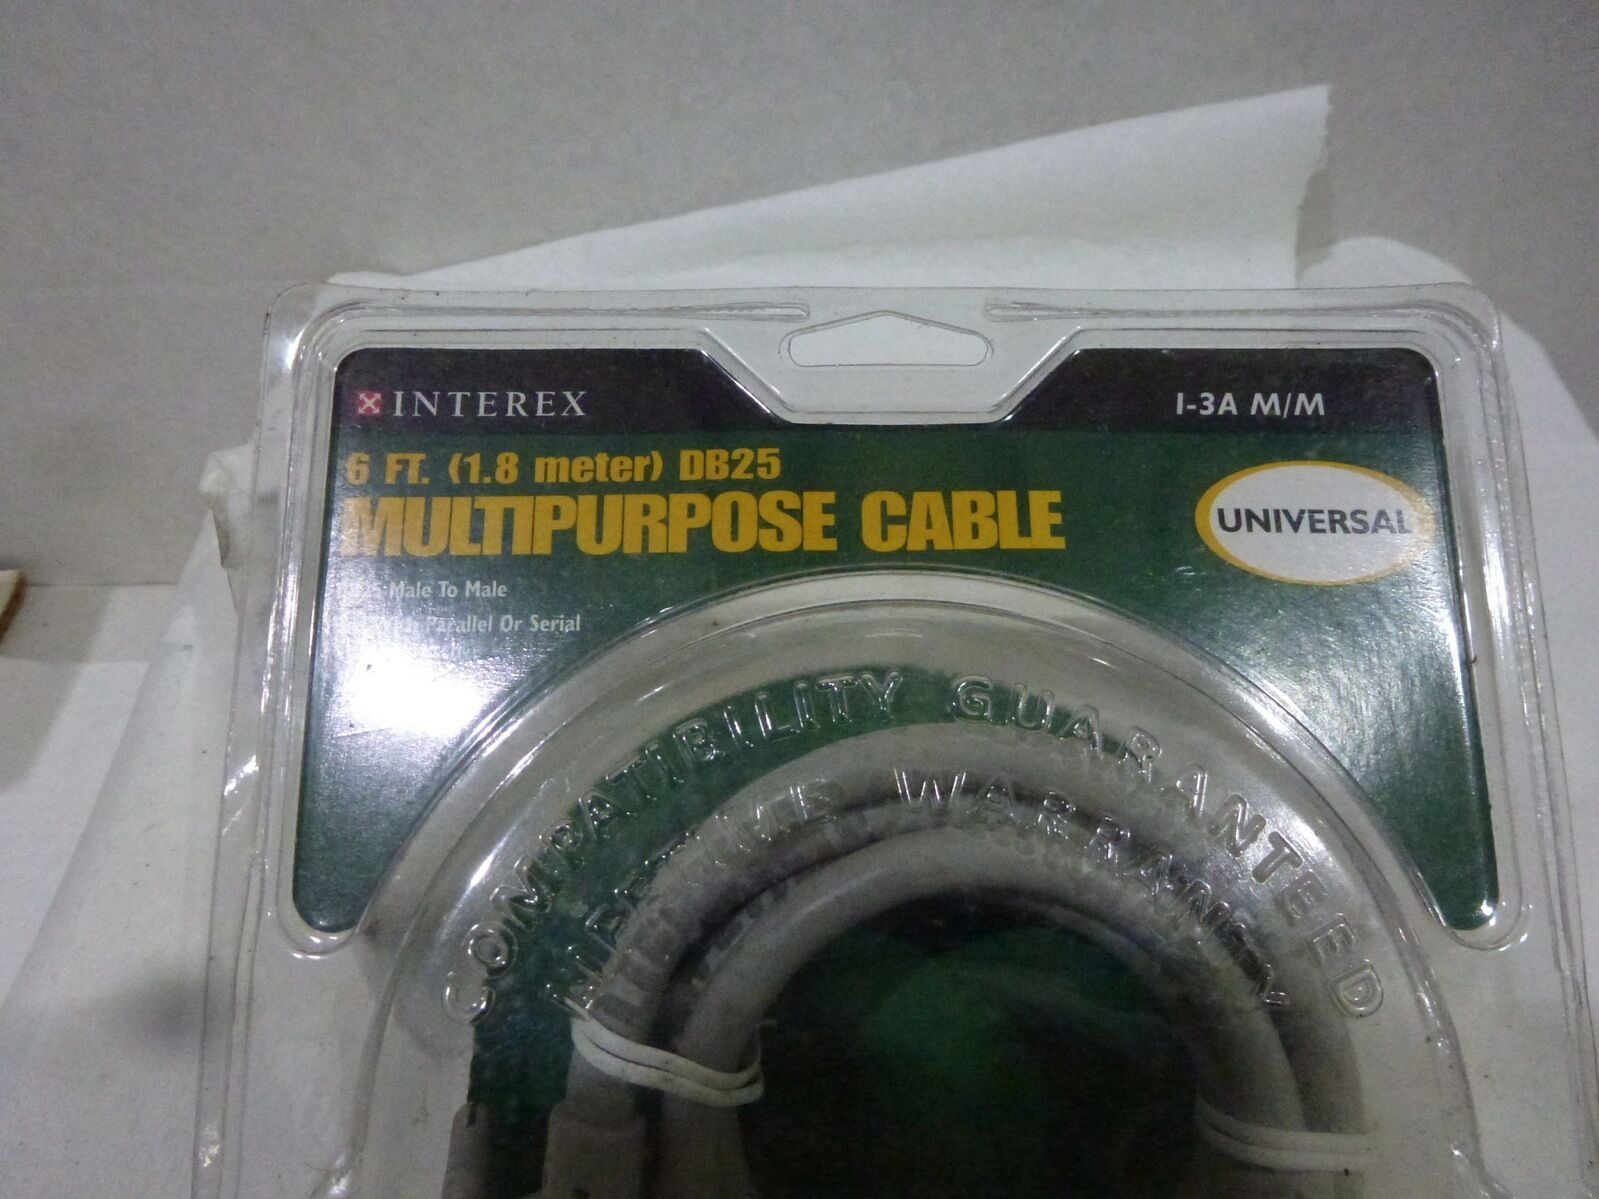 INTEREX
I-3A M/M
6 FT. (1.8 meter) DB25
MULTIPURPOSE CABLE
UNIVERSAL
Male To Male
Parallel Or Serial
COMPATIBILITY GUARANTEED
LIFETIME WARRANTY